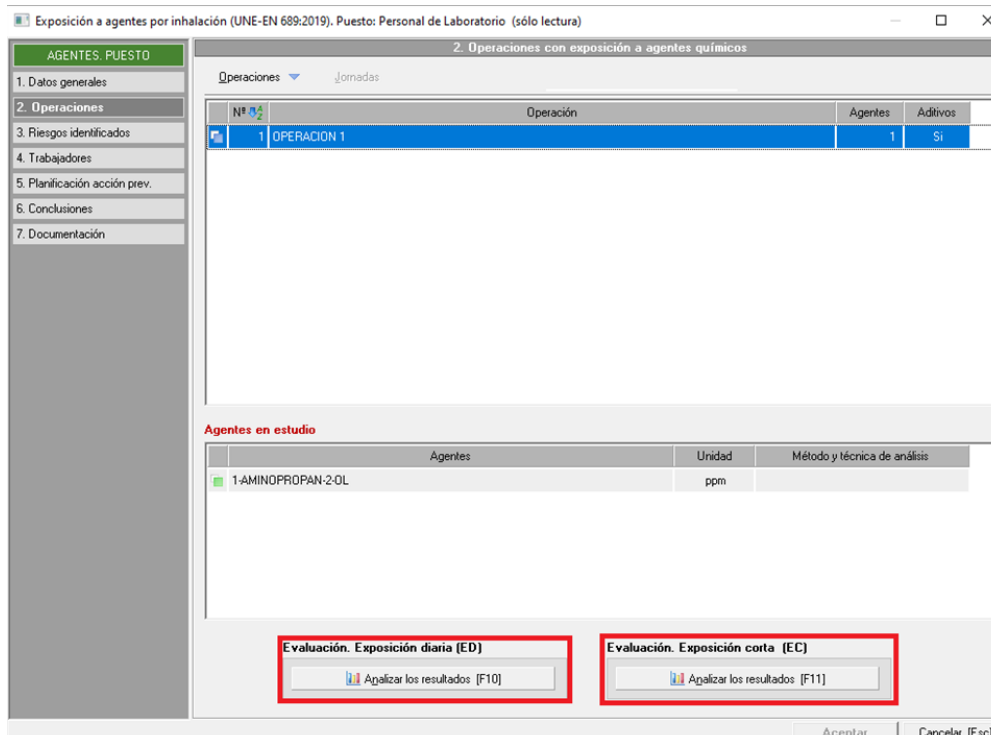 Exposición a agentes por inhalación (UNE-EN 689:2019). Puesto: Personal de Laboratorio (sólo lectura)
AGENTES. PUESTO
1. Datos generales
2. Operaciones
3. Riesgos identificados
4. Trabajadores
5. Planificación acción prev.
6. Conclusiones
7. Documentación
2. Operaciones con exposición a agentes químicos
Operaciones Jornadas
Nº Operación Agentes Aditivos
1 OPERACION 1 1 Si
Agentes en estudio
Agentes Unidad Método y técnica de análisis
1-AMINOPROPAN-2-OL ppm
Evaluación. Exposición diaria (ED) Evaluación. Exposición corta (EC)
Analizar los resultados [F10] Analizar los resultados [F11]
Aceptar Cancelar [Esc]